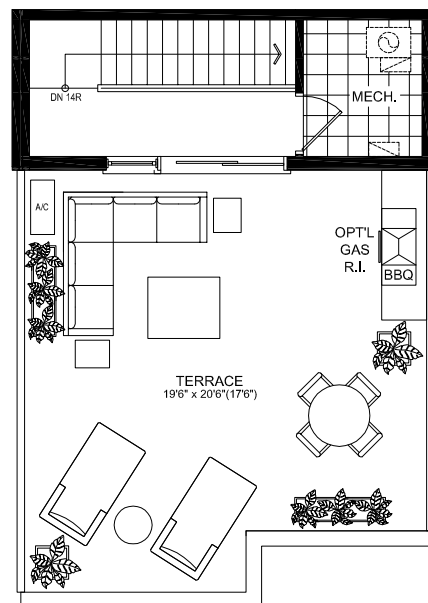 DN 14R
MECH.
A/C
OPT'L
GAS
R.I.
BBQ
TERRACE
19'6" x 20'6"(17'6")